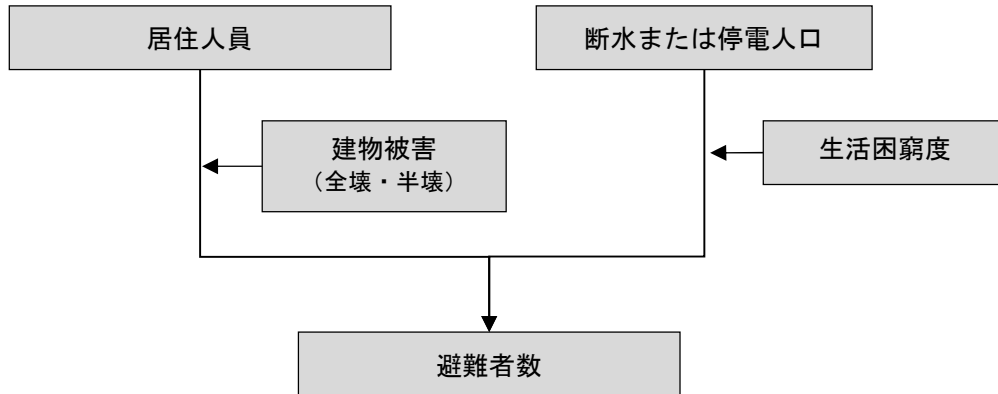 居住人員
断水または停電人口
建物被害
（全壊・半壊）
生活困窮度
避難者数